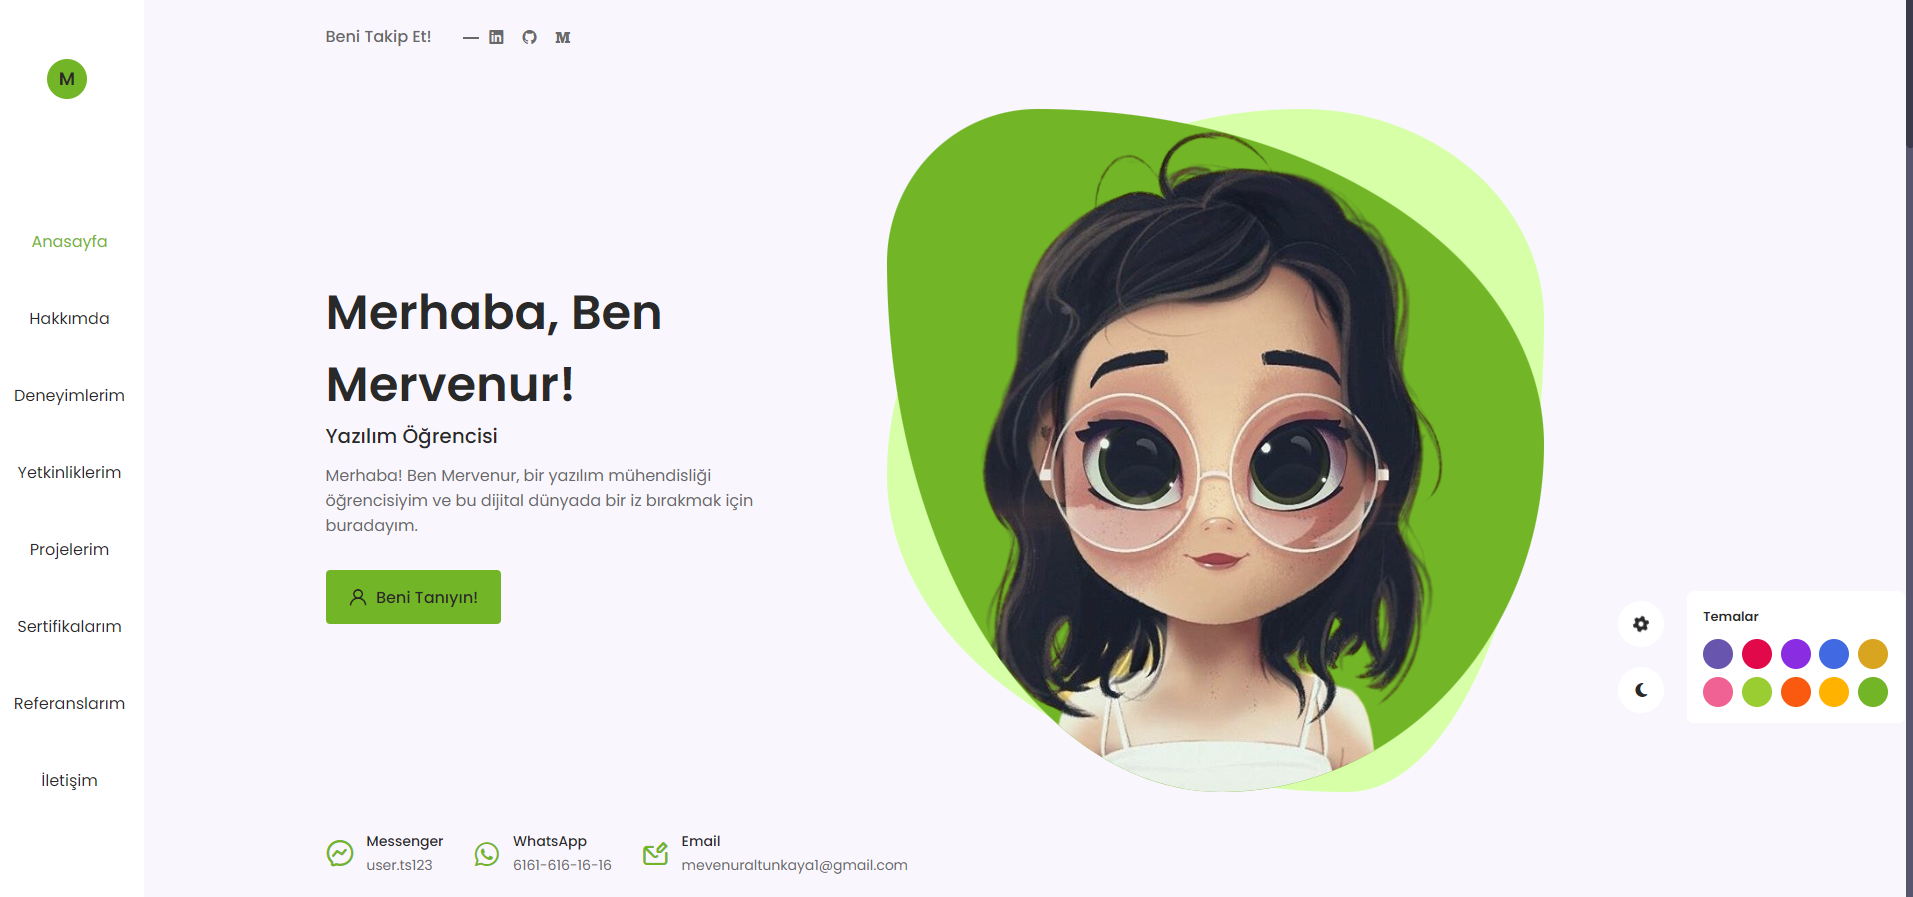 M
Anasayfa
Hakkımda
Deneyimlerim
Yetkinliklerim
Projelerim
Sertifikalarım
Referanslarım
İletişim
Beni Takip Et!
Merhaba, Ben
Mervenur!
Yazılım Öğrencisi
Merhaba! Ben Mervenur, bir yazılım mühendisliği
öğrencisiyim ve bu dijital dünyada bir iz bırakmak için
buradayım.
Beni Tanıyın!
Messenger
user.ts123
WhatsApp
6161-616-16-16
Email
mevenuraltunkaya1@gmail.com
Temalar